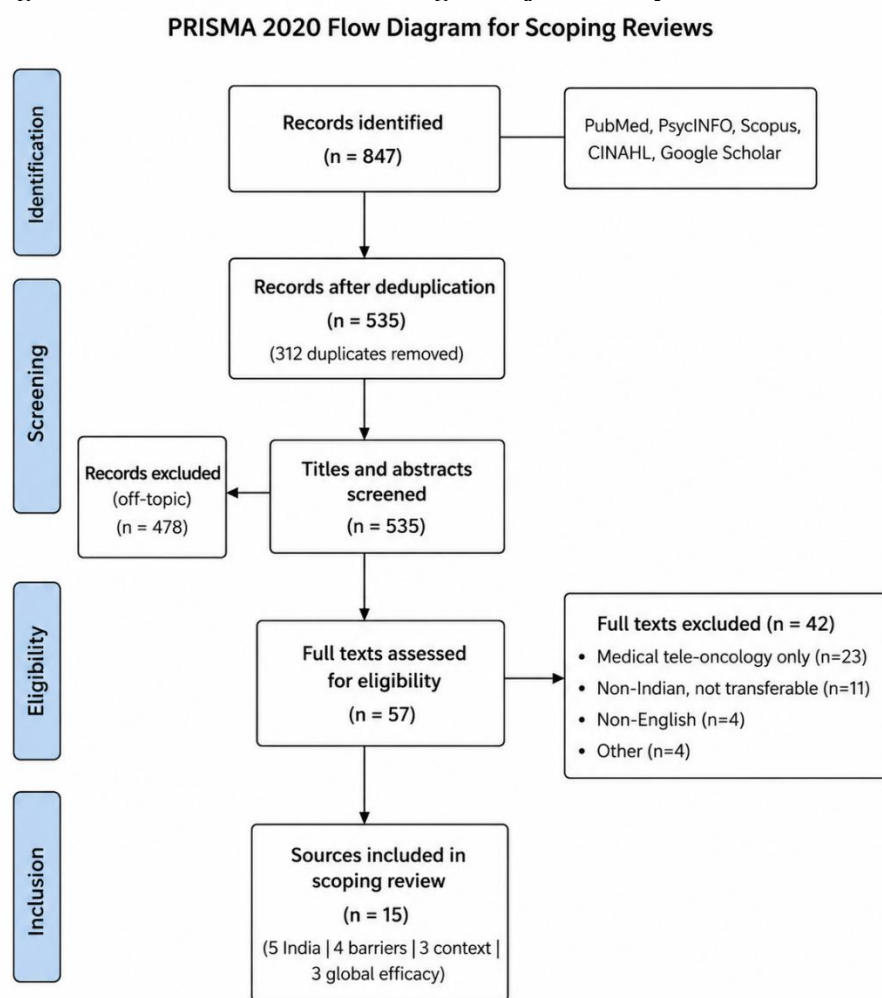 PRISMA 2020 Flow Diagram for Scoping Reviews
Identification
Records identified
(n = 847)
PubMed, PsycINFO, Scopus,
CINAHL, Google Scholar
Screening
Records after deduplication
(n = 535)
(312 duplicates removed)
Titles and abstracts
screened
(n = 535)
Records excluded
(off-topic)
(n = 478)
Eligibility
Full texts assessed
for eligibility
(n = 57)
Full texts excluded (n = 42)
• Medical tele-oncology only (n=23)
• Non-Indian, not transferable (n=11)
• Non-English (n=4)
• Other (n=4)
Inclusion
Sources included in
scoping review
(n = 15)
(5 India | 4 barriers | 3 context |
3 global efficacy)